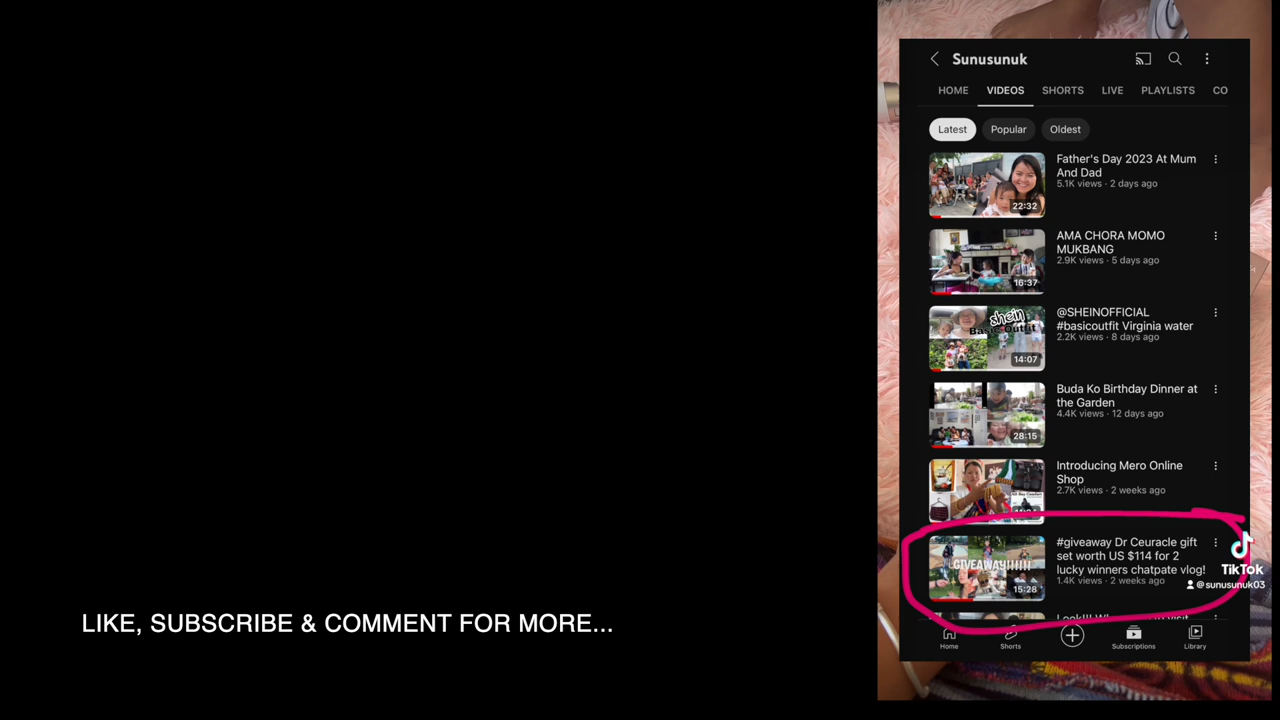 Sunusunuk
HOME VIDEOS SHORTS LIVE PLAYLISTS CO
Latest Popular Oldest
Father's Day 2023 At Mum
And Dad
5.1K views · 2 days ago
22:32
AMA CHORA MOMO
MUKBANG
2.9K views · 5 days ago
16:37
@SHEINOFFICIAL
#basicoutfit Virginia water
2.2K views · 8 days ago
shein
Basic Outfit
14:07
Buda Ko Birthday Dinner at
the Garden
4.4K views · 12 days ago
28:15
Introducing Mero Online
Shop
2.7K views · 2 weeks ago
#giveaway Dr Ceuracle gift
set worth US $114 for 2
lucky winners chatpate vlog!
1.4K views · 2 weeks ago
GIVEAWAY!!!!!!
15:28
TikTok
@sunusunuk03
LIKE, SUBSCRIBE & COMMENT FOR MORE...
Home Shorts Subscriptions Library